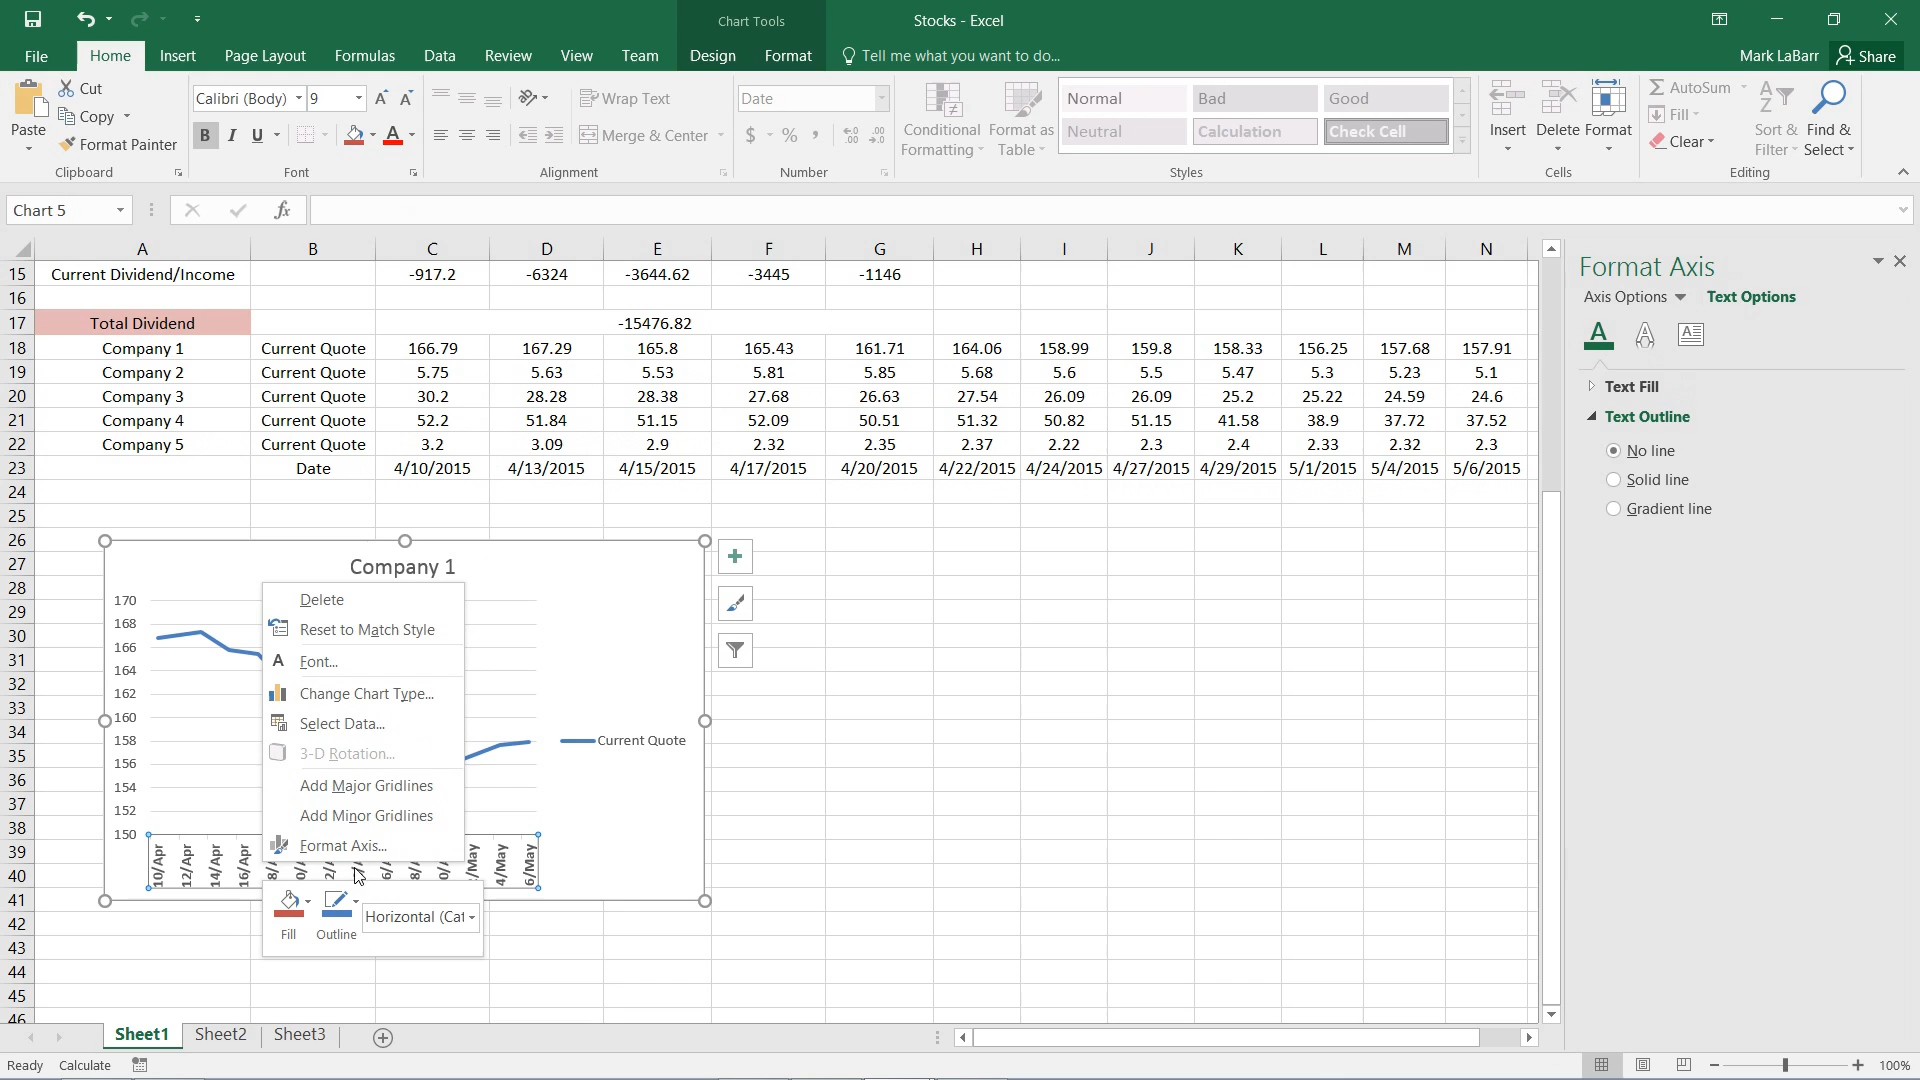 Chart Tools
Stocks - Excel
File Home Insert Page Layout Formulas Data Review View Team Design Format Tell me what you want to do... Mark LaBarr Share
Paste
Cut
Copy
Format Painter
Clipboard
Calibri (Body) 9
B I U
Font
Wrap Text
Merge & Center
Alignment
Date
$ % ,
Number
Conditional Formatting
Format as Table
Normal Bad Good
Neutral Calculation Check Cell
Styles
Insert Delete Format
Cells
AutoSum
Fill
Clear
Sort & Filter
Find & Select
Editing
Chart 5
fx
A B C D E F G H I J K L M N
15 Current Dividend/Income -917.2 -6324 -3644.62 -3445 -1146
16
17 Total Dividend -15476.82
18 Company 1 Current Quote 166.79 167.29 165.8 165.43 161.71 164.06 158.99 159.8 158.33 156.25 157.68 157.91
19 Company 2 Current Quote 5.75 5.63 5.53 5.81 5.85 5.68 5.6 5.5 5.47 5.3 5.23 5.1
20 Company 3 Current Quote 30.2 28.28 28.38 27.68 26.63 27.54 26.09 26.09 25.2 25.22 24.59 24.6
21 Company 4 Current Quote 52.2 51.84 51.15 52.09 50.51 51.32 50.82 51.15 41.58 38.9 37.72 37.52
22 Company 5 Current Quote 3.2 3.09 2.9 2.32 2.35 2.37 2.22 2.3 2.4 2.33 2.32 2.3
23 Date 4/10/2015 4/13/2015 4/15/2015 4/17/2015 4/20/2015 4/22/2015 4/24/2015 4/27/2015 4/29/2015 5/1/2015 5/4/2015 5/6/2015
24
25
26
27
28
29
30
31
32
33
34
35
36
37
38
39
40
41
42
43
44
45
46
Company 1
170
168
166
164
162
160
158
156
154
152
150
10/Apr 12/Apr 14/Apr 16/Apr 4/May 6/May
Current Quote
Delete
Reset to Match Style
Font...
Change Chart Type...
Select Data...
3-D Rotation...
Add Major Gridlines
Add Minor Gridlines
Format Axis...
Fill Outline
Horizontal (Cat
Format Axis
Axis Options Text Options
Text Fill
Text Outline
No line
Solid line
Gradient line
Sheet1 Sheet2 Sheet3
Ready Calculate
100%